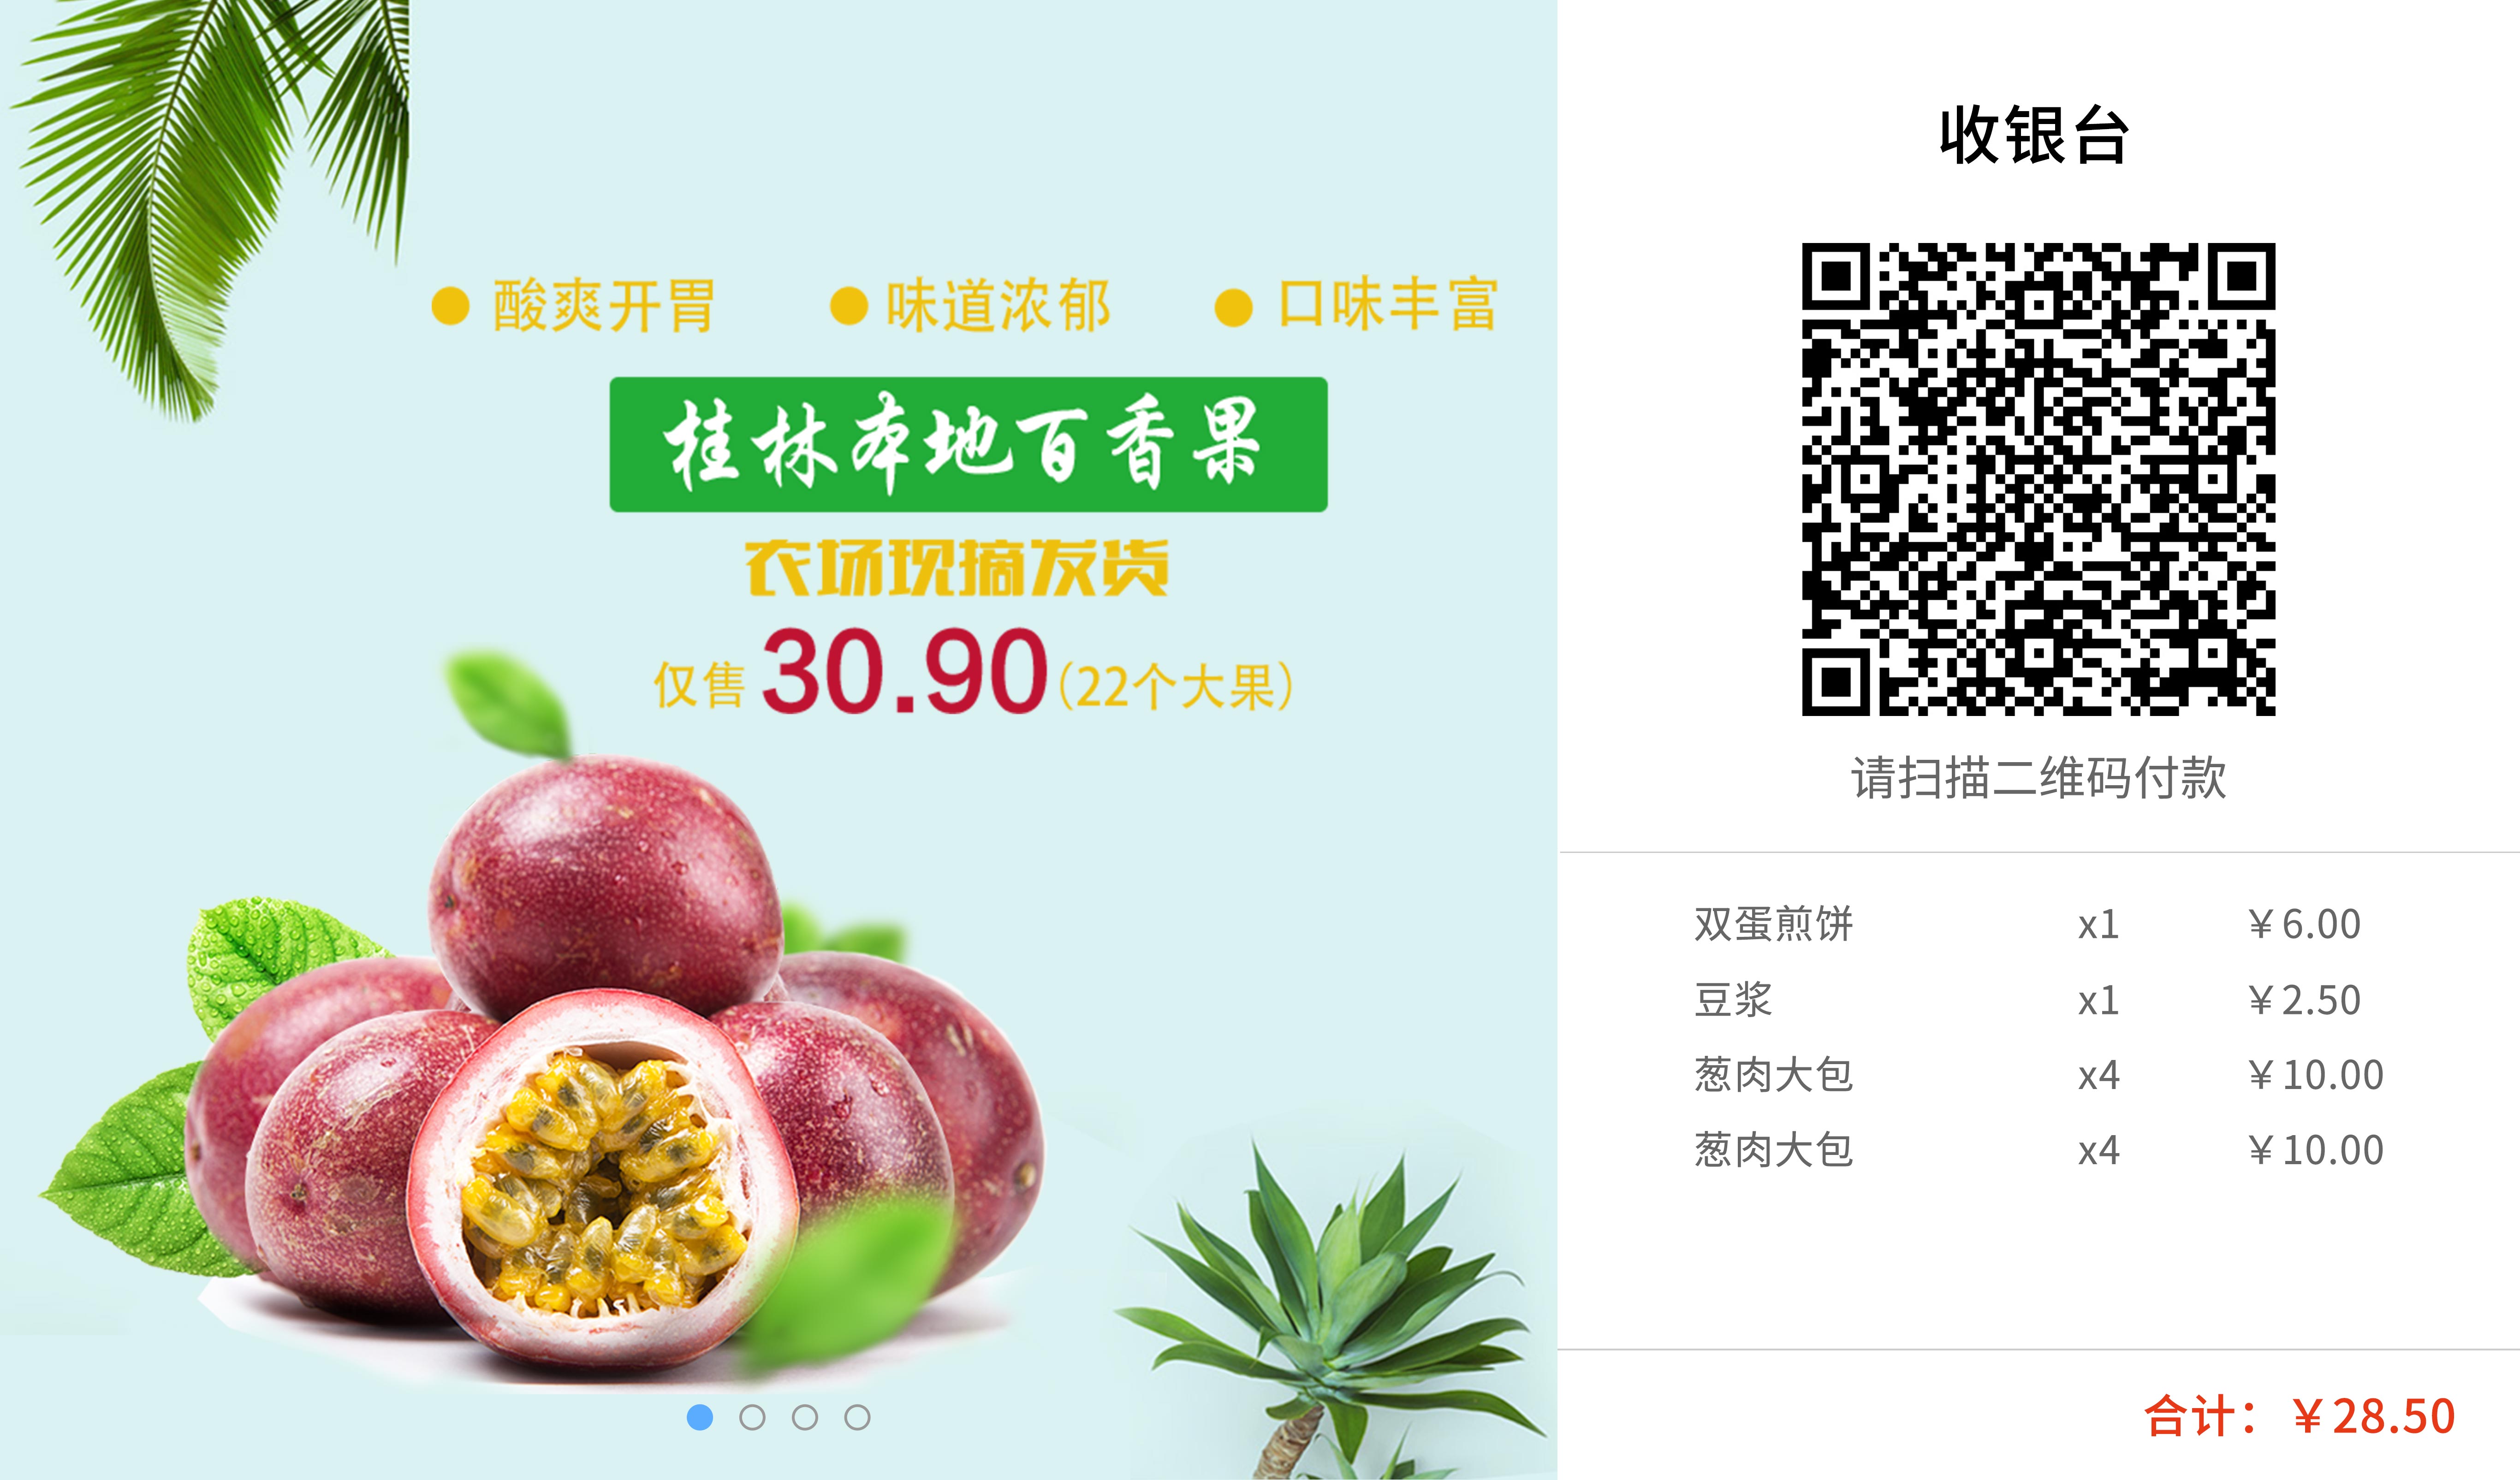 酸爽开胃 味道浓郁 口味丰富
桂林本地百香果
农场现摘发货
仅售30.90(22个大果)
收银台
请扫描二维码付款
双蛋煎饼 x1 ￥6.00
豆浆 x1 ￥2.50
葱肉大包 x4 ￥10.00
葱肉大包 x4 ￥10.00
合计：￥28.50